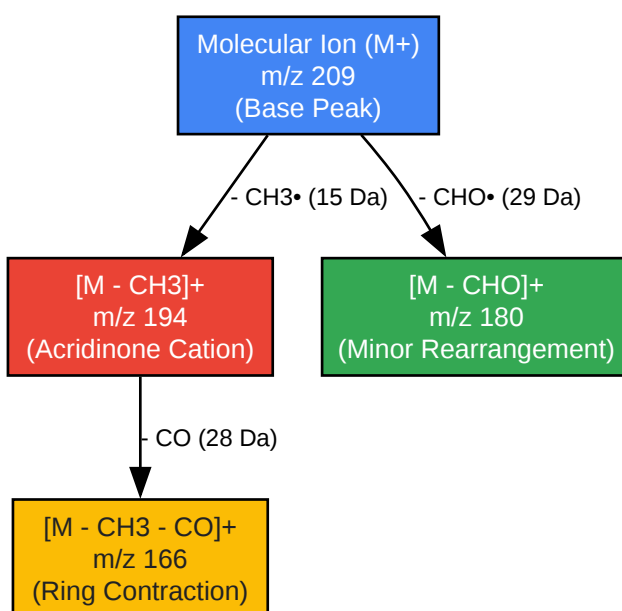 Molecular Ion (M+)
m/z 209
(Base Peak)
- CH3• (15 Da)
- CHO• (29 Da)
[M - CH3]+
m/z 194
(Acridinone Cation)
[M - CHO]+
m/z 180
(Minor Rearrangement)
- CO (28 Da)
[M - CH3 - CO]+
m/z 166
(Ring Contraction)